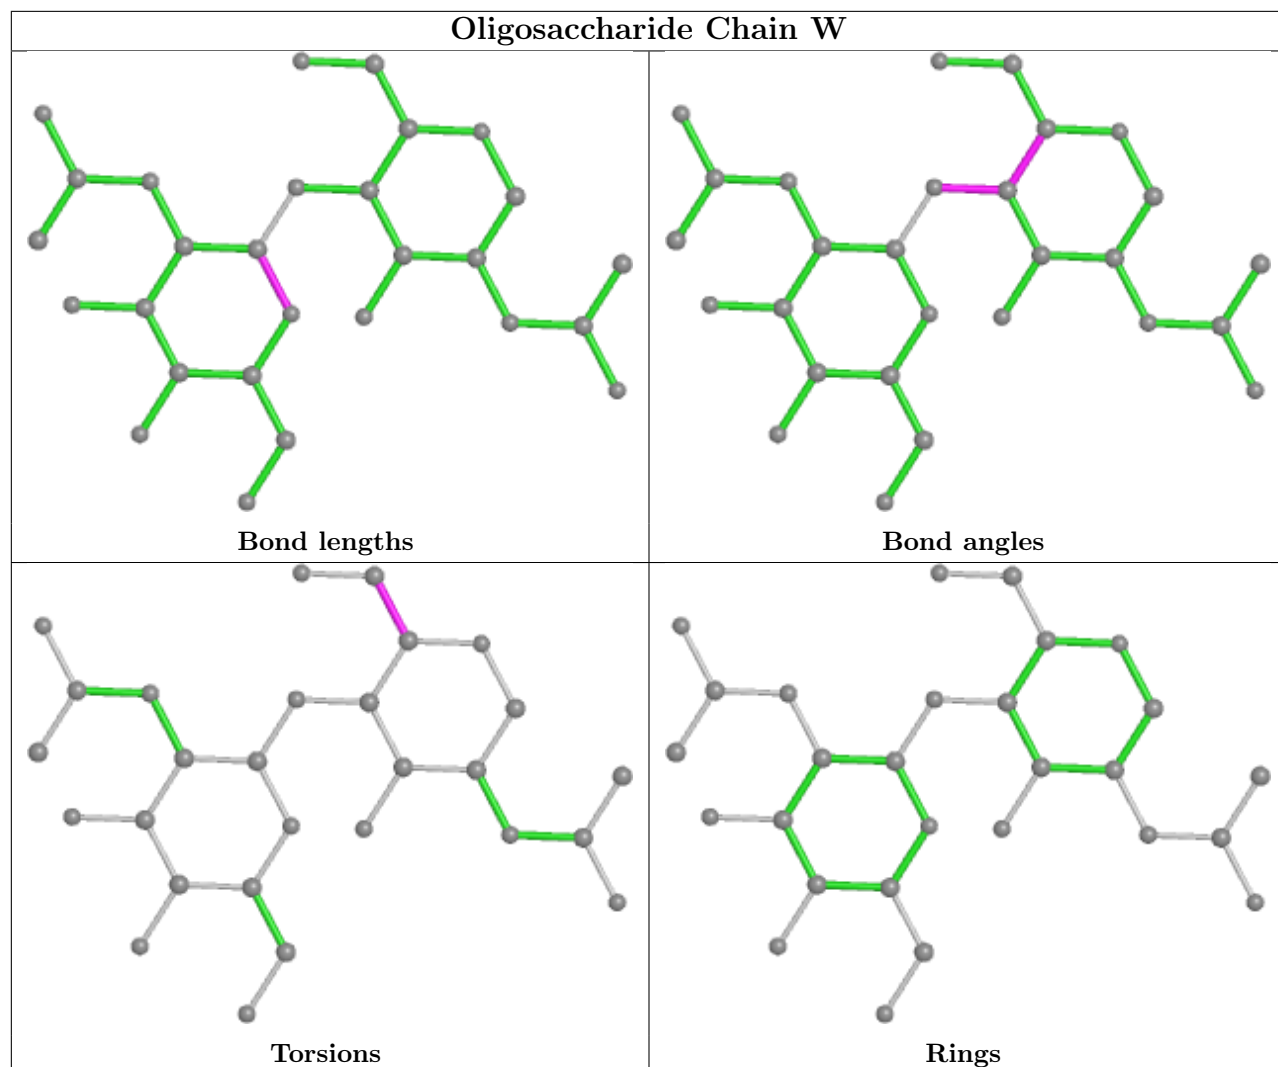 Oligosaccharide Chain W
Bond lengths
Bond angles
Torsions
Rings